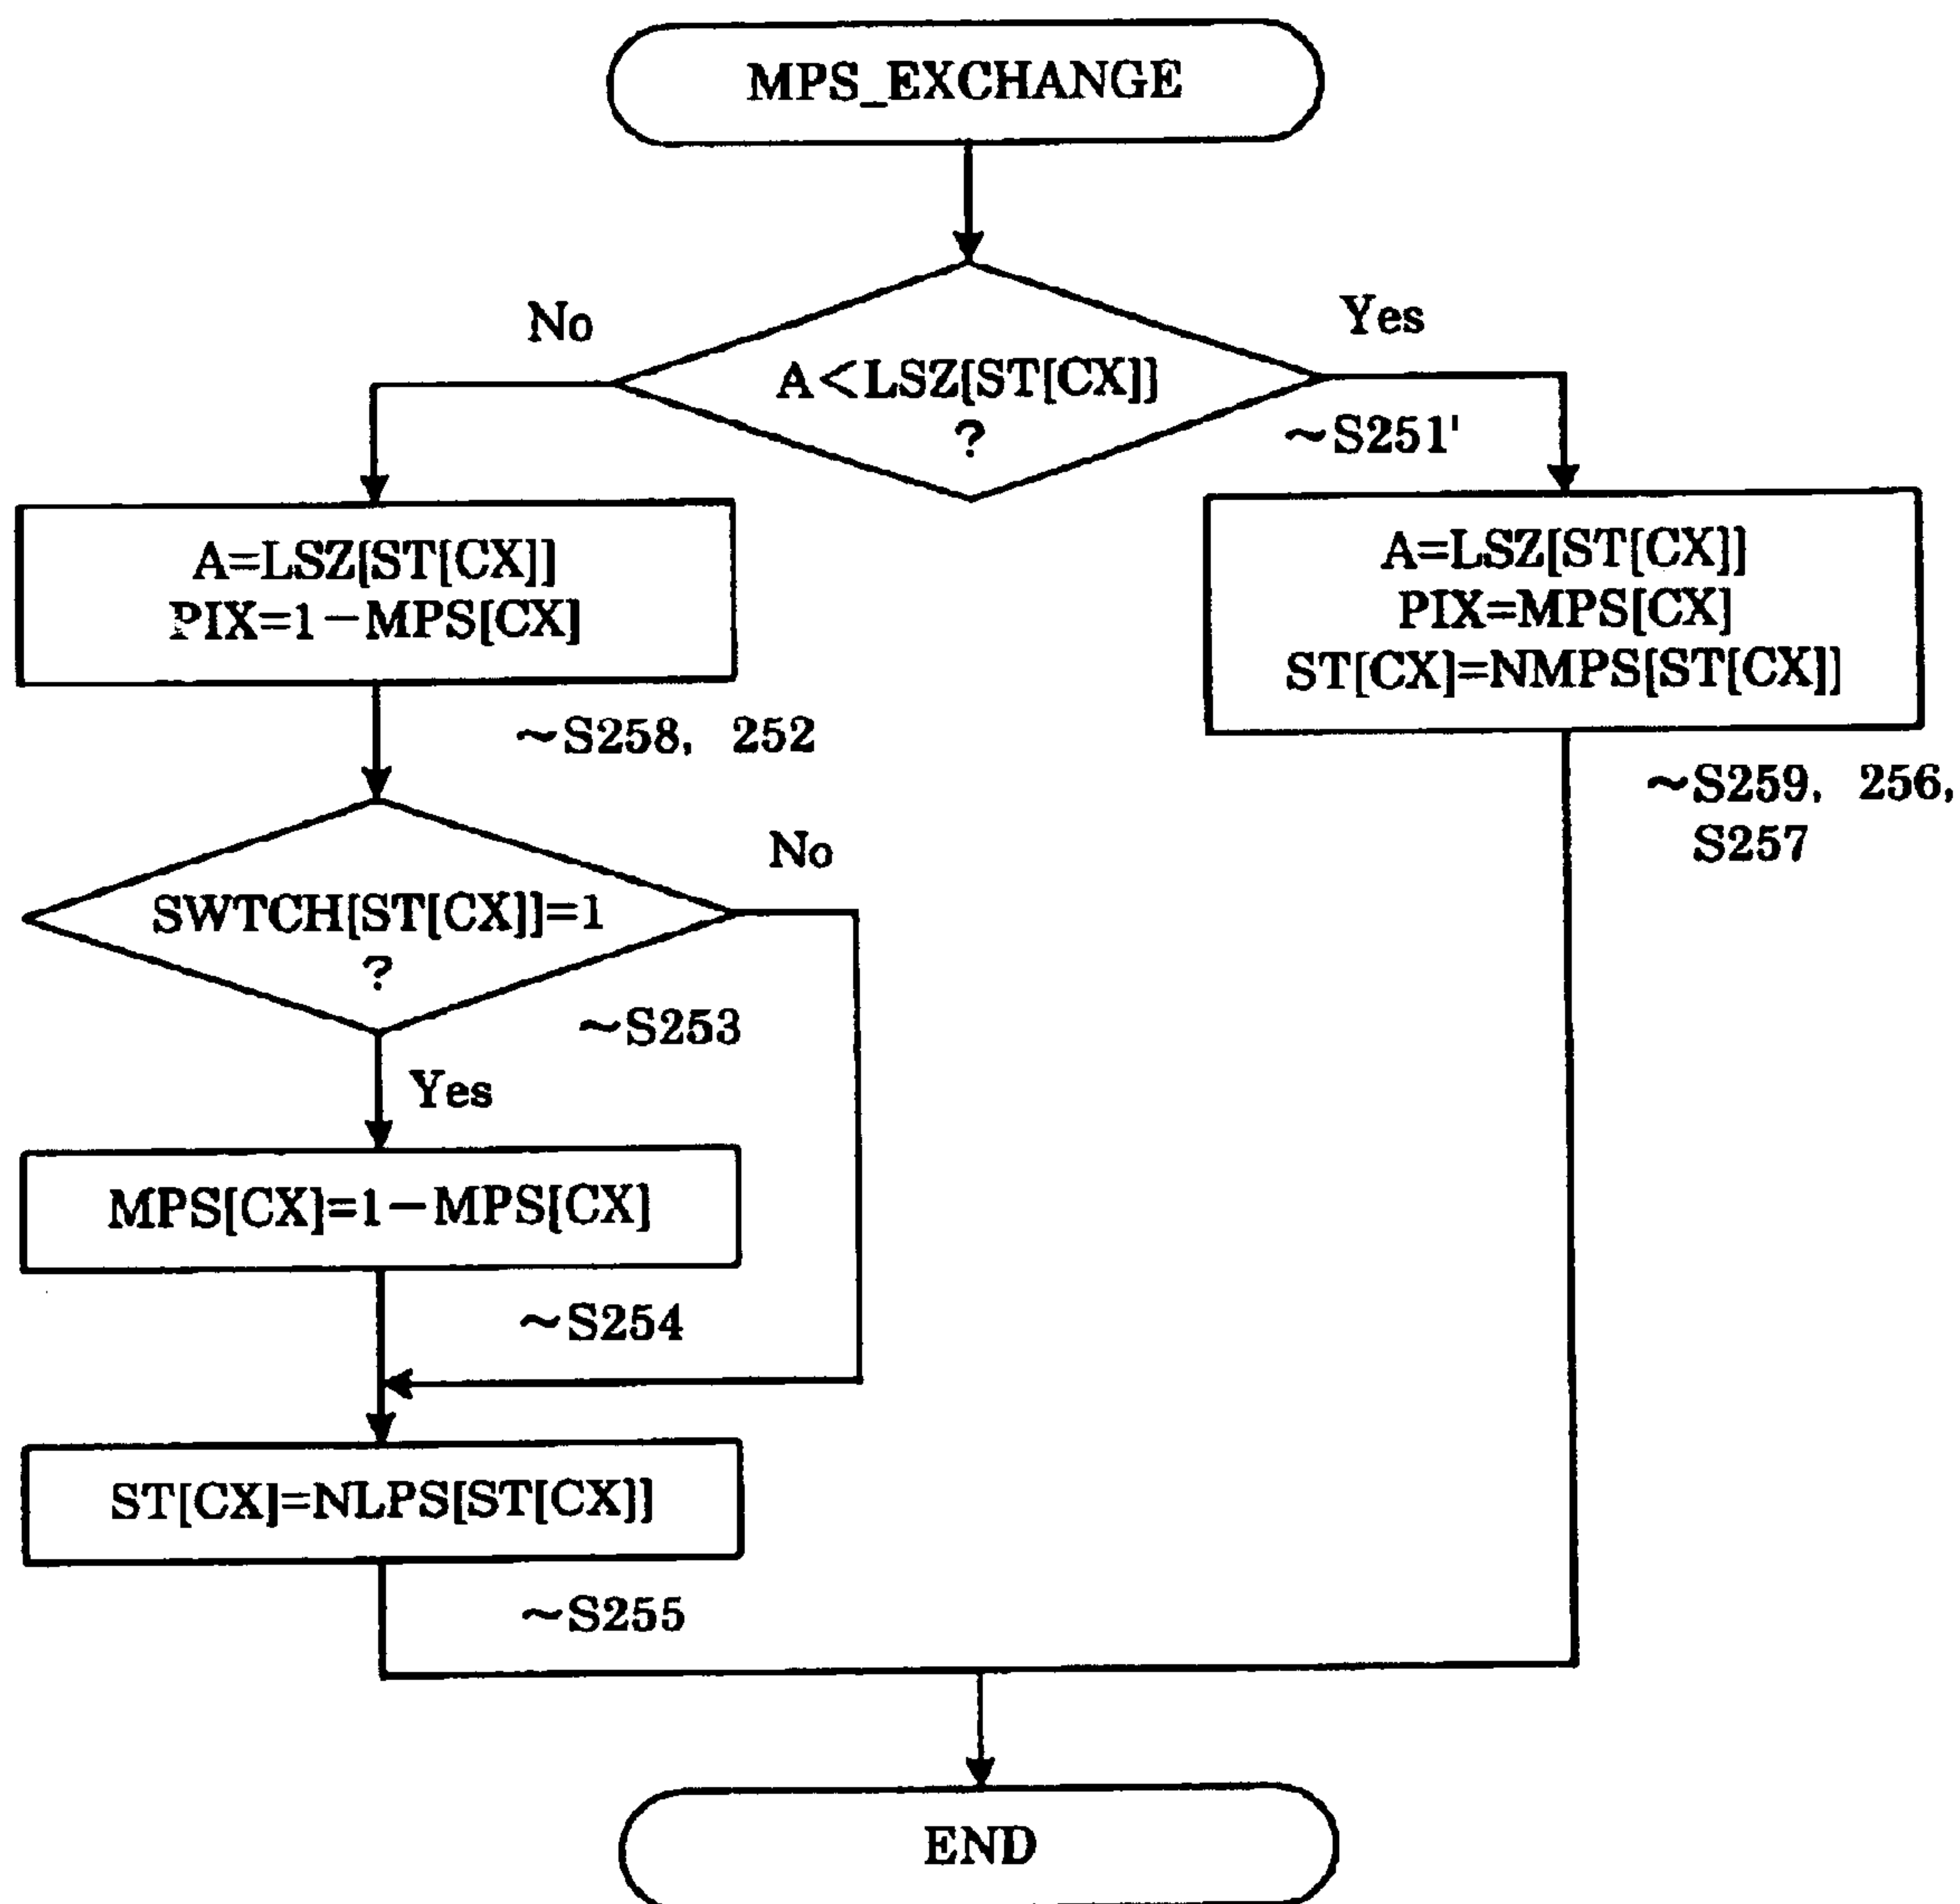 MPS_EXCHANGE
No
Yes
A<LSZ[ST[CX]]
?
~S251'
A=LSZ[ST[CX]]
PIX=1-MPS[CX]
~S258, 252
A=LSZ[ST[CX]]
PIX=MPS[CX]
ST[CX]=NMPS[ST[CX]]
~S259, 256,
S257
SWTCH[ST[CX]]=1
?
No
~S253
Yes
MPS[CX]=1-MPS[CX]
~S254
ST[CX]=NLPS[ST[CX]]
~S255
END